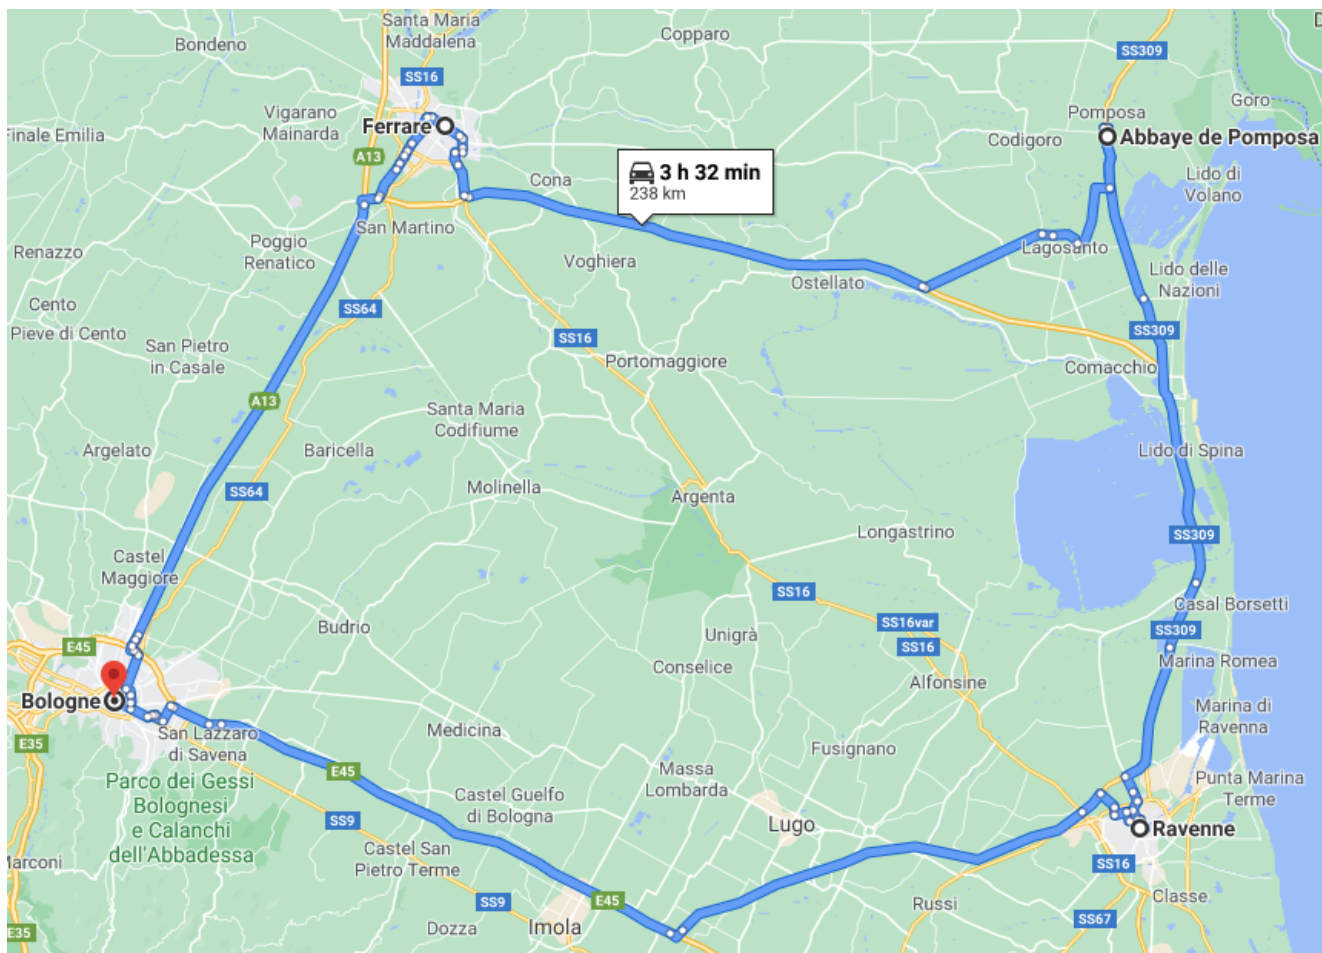 Santa Maria
Maddalena
Copparo
Bondeno
SS309
SS16
Goro
Vigarano
Mainarda
Pomposa
Ferrare
Finale Emilia
Codigoro
Abbaye de Pomposa
A13
3 h 32 min
238 km
Cona
Lido di
Volano
San Martino
Poggio
Renatico
Renazzo
Voghiera
Lagosanto
Ostellato
Lido delle
Nazioni
Cento
SS64
Pieve di Cento
SS309
SS16
San Pietro
in Casale
Portomaggiore
Comacchio
A13
Santa Maria
Codifiume
Argelato
Baricella
Lido di Spina
SS64
Molinella
Argenta
Longastrino
SS309
Castel
Maggiore
SS16
Casal Borsetti
SS16var
SS309
Budrio
Unigrà
E45
SS16
Conselice
Marina Romea
Alfonsine
Bologne
Marina di
Ravenna
San Lazzaro
di Savena
Medicina
E35
Fusignano
E45
Massa
Lombarda
Punta Marina
Terme
Parco dei Gessi
Bolognesi
e Calanchi
dell'Abbadessa
Castel Guelfo
di Bologna
SS9
Lugo
Ravenne
Castel San
Pietro Terme
Marconi
SS16
Classe
SS9
E45
Russi
SS67
Dozza
Imola
E35